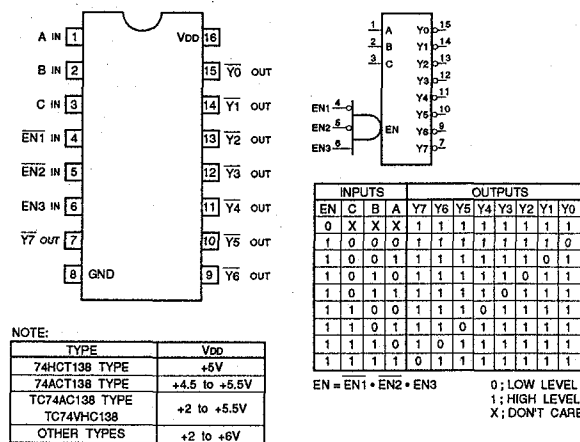 A IN 1
B IN 2
C IN 3
EN1 IN 4
EN2 IN 5
EN3 IN 6
Y7 OUT 7
8 GND
VDD 16
15 Y0 OUT
14 Y1 OUT
13 Y2 OUT
12 Y3 OUT
11 Y4 OUT
10 Y5 OUT
9 Y6 OUT
1 A Y0 15
2 B Y1 14
3 C Y2 13
Y3 12
Y4 11
EN1 4 Y5 10
EN2 5 EN Y6 9
EN3 6 Y7 7
INPUTS OUTPUTS
EN C B A Y7 Y6 Y5 Y4 Y3 Y2 Y1 Y0
0 X X X 1 1 1 1 1 1 1 1
1 0 0 0 1 1 1 1 1 1 1 0
1 0 0 1 1 1 1 1 1 1 0 1
1 0 1 0 1 1 1 1 1 0 1 1
1 0 1 1 1 1 1 1 0 1 1 1
1 1 0 0 1 1 1 0 1 1 1 1
1 1 0 1 1 1 0 1 1 1 1 1
1 1 1 0 1 0 1 1 1 1 1 1
1 1 1 1 0 1 1 1 1 1 1 1
EN = EN1 • EN2 • EN3
0 ; LOW LEVEL
1 ; HIGH LEVEL
X ; DON'T CARE
NOTE:
TYPE VDD
74HCT138 TYPE +5V
74ACT138 TYPE +4.5 to +5.5V
TC74AC138 TYPE
TC74VHC138 +2 to +5.5V
OTHER TYPES +2 to +6V